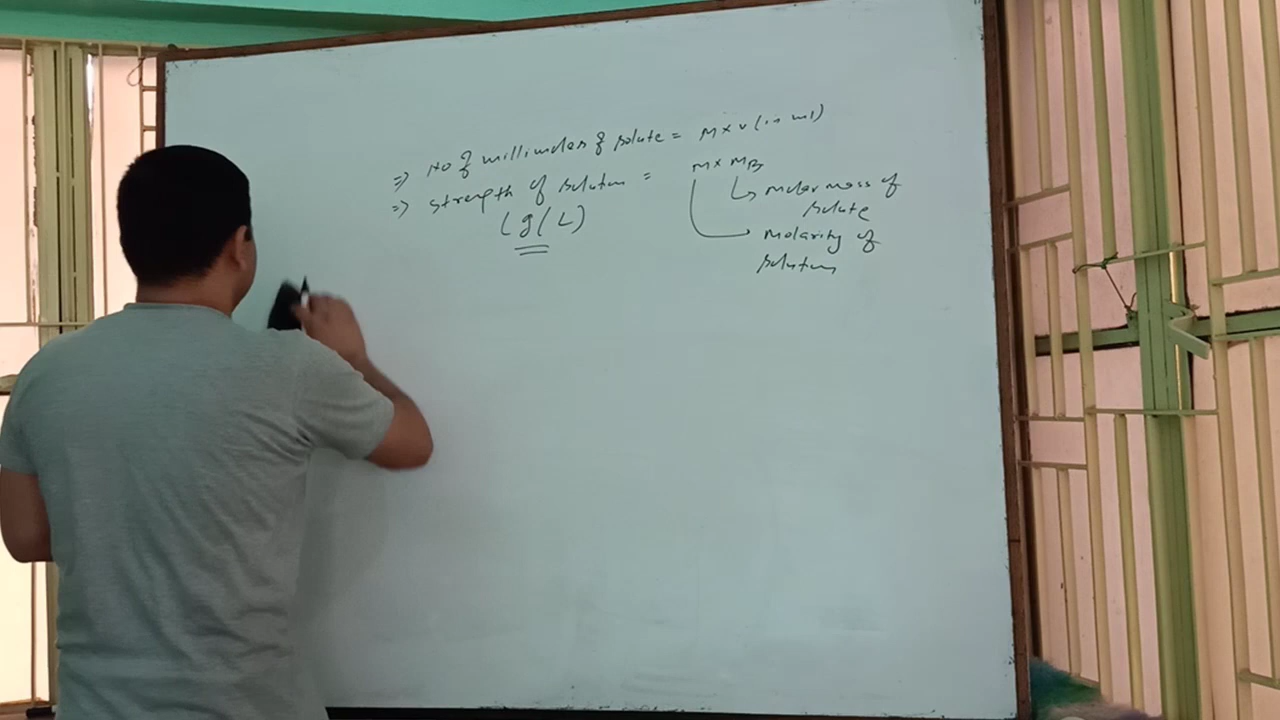 ⇒ No of millimoles of solute = M × V (in ml)
⇒ strength of solution = M × MB
(g/L)
↳ molar mass of
solute
→ molarity of
solution